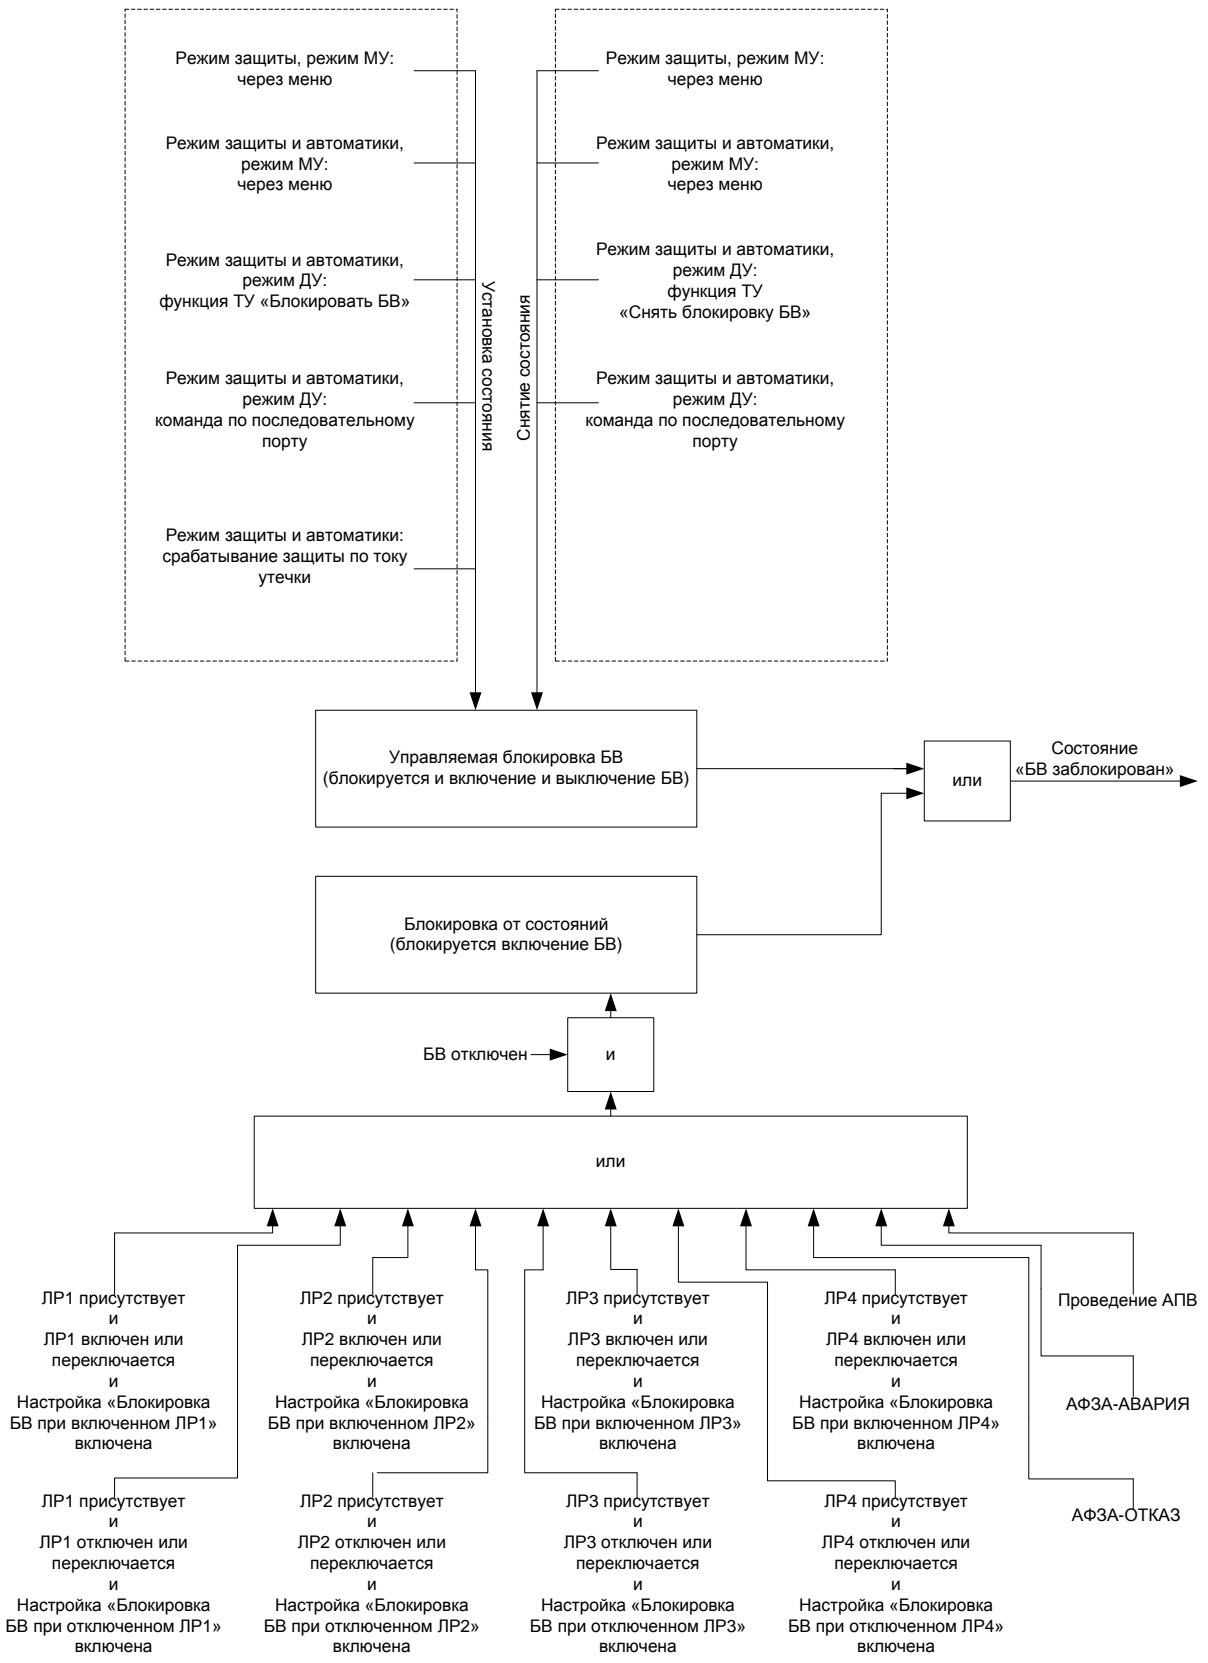 Режим защиты, режим МУ:
через меню
Режим защиты и автоматики,
режим МУ:
через меню
Режим защиты и автоматики,
режим ДУ:
функция ТУ «Блокировать БВ»
Режим защиты и автоматики,
режим ДУ:
команда по последовательному
порту
Режим защиты и автоматики:
срабатывание защиты по току
утечки
Установка состояния
Снятие состояния
Режим защиты, режим МУ:
через меню
Режим защиты и автоматики,
режим МУ:
через меню
Режим защиты и автоматики,
режим ДУ:
функция ТУ
«Снять блокировку БВ»
Режим защиты и автоматики,
режим ДУ:
команда по последовательному
порту
Управляемая блокировка БВ
(блокируется и включение и выключение БВ)
или
Состояние
«БВ заблокирован»
Блокировка от состояний
(блокируется включение БВ)
БВ отключен
и
или
ЛР1 присутствует
и
ЛР1 включен или
переключается
и
Настройка «Блокировка
БВ при включенном ЛР1»
включена
ЛР2 присутствует
и
ЛР2 включен или
переключается
и
Настройка «Блокировка
БВ при включенном ЛР2»
включена
ЛР3 присутствует
и
ЛР3 включен или
переключается
и
Настройка «Блокировка
БВ при включенном ЛР3»
включена
ЛР4 присутствует
и
ЛР4 включен или
переключается
и
Настройка «Блокировка
БВ при включенном ЛР4»
включена
Проведение АПВ
АФЗА-АВАРИЯ
АФЗА-ОТКАЗ
ЛР1 присутствует
и
ЛР1 отключен или
переключается
и
Настройка «Блокировка
БВ при отключенном ЛР1»
включена
ЛР2 присутствует
и
ЛР2 отключен или
переключается
и
Настройка «Блокировка
БВ при отключенном ЛР2»
включена
ЛР3 присутствует
и
ЛР3 отключен или
переключается
и
Настройка «Блокировка
БВ при отключенном ЛР3»
включена
ЛР4 присутствует
и
ЛР4 отключен или
переключается
и
Настройка «Блокировка
БВ при отключенном ЛР4»
включена